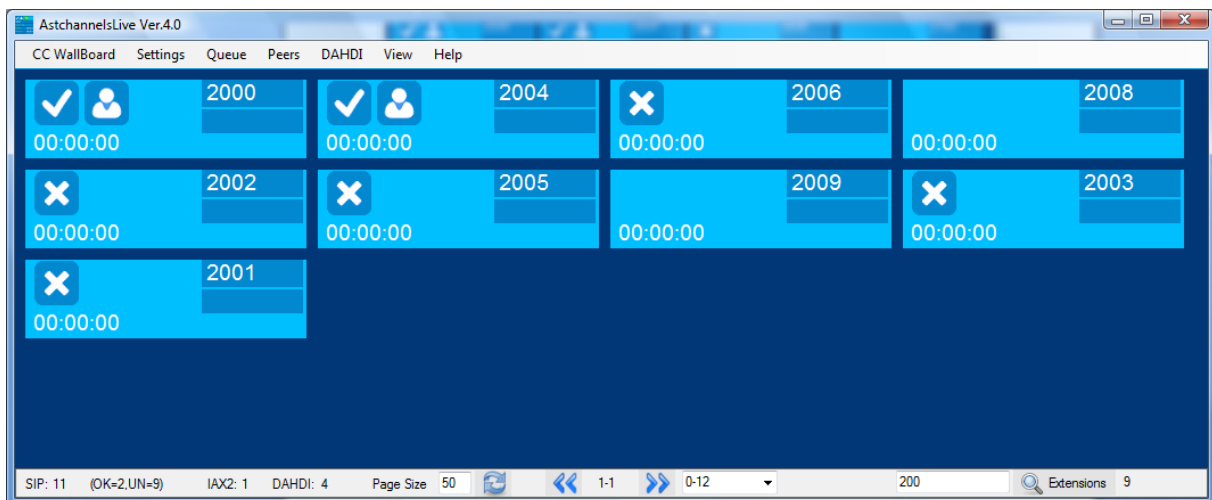 AstchannelsLive Ver.4.0
CC WallBoard Settings Queue Peers DAHDI View Help
2000 2004 2006 2008
00:00:00 00:00:00 00:00:00 00:00:00
2002 2005 2009 2003
00:00:00 00:00:00 00:00:00 00:00:00
2001
00:00:00
SIP: 11 (OK=2,UN=9) IAX2: 1 DAHDI: 4 Page Size 50 1-1 0-12 200 Extensions 9